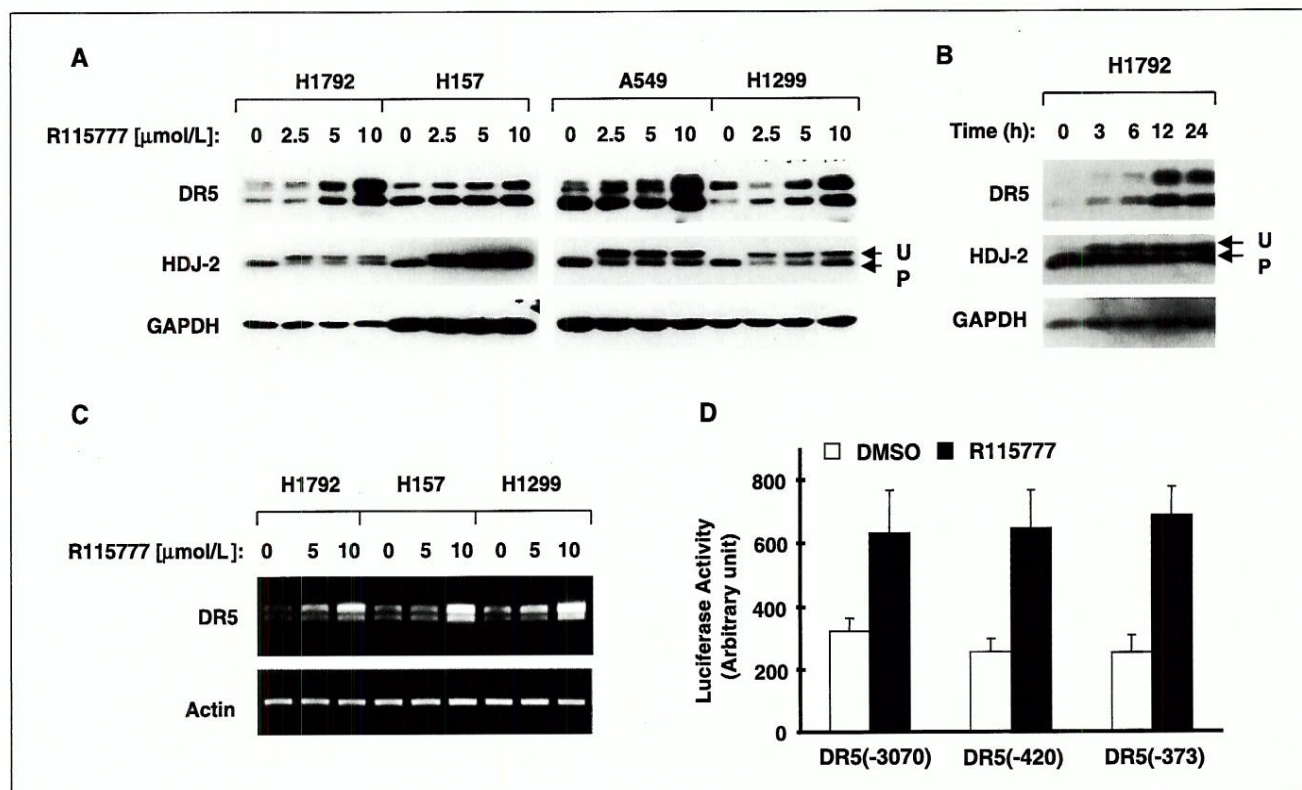 A
H1792 H157 A549 H1299
R115777 [μmol/L]: 0 2.5 5 10 0 2.5 5 10 0 2.5 5 10 0 2.5 5 10
DR5
HDJ-2
U
P
GAPDH
B
H1792
Time (h): 0 3 6 12 24
DR5
HDJ-2
U
P
GAPDH
C
H1792 H157 H1299
R115777 [μmol/L]: 0 5 10 0 5 10 0 5 10
DR5
Actin
D
DMSO R115777
Luciferase Activity
(Arbitrary unit)
800
600
400
200
0
DR5(-3070) DR5(-420) DR5(-373)